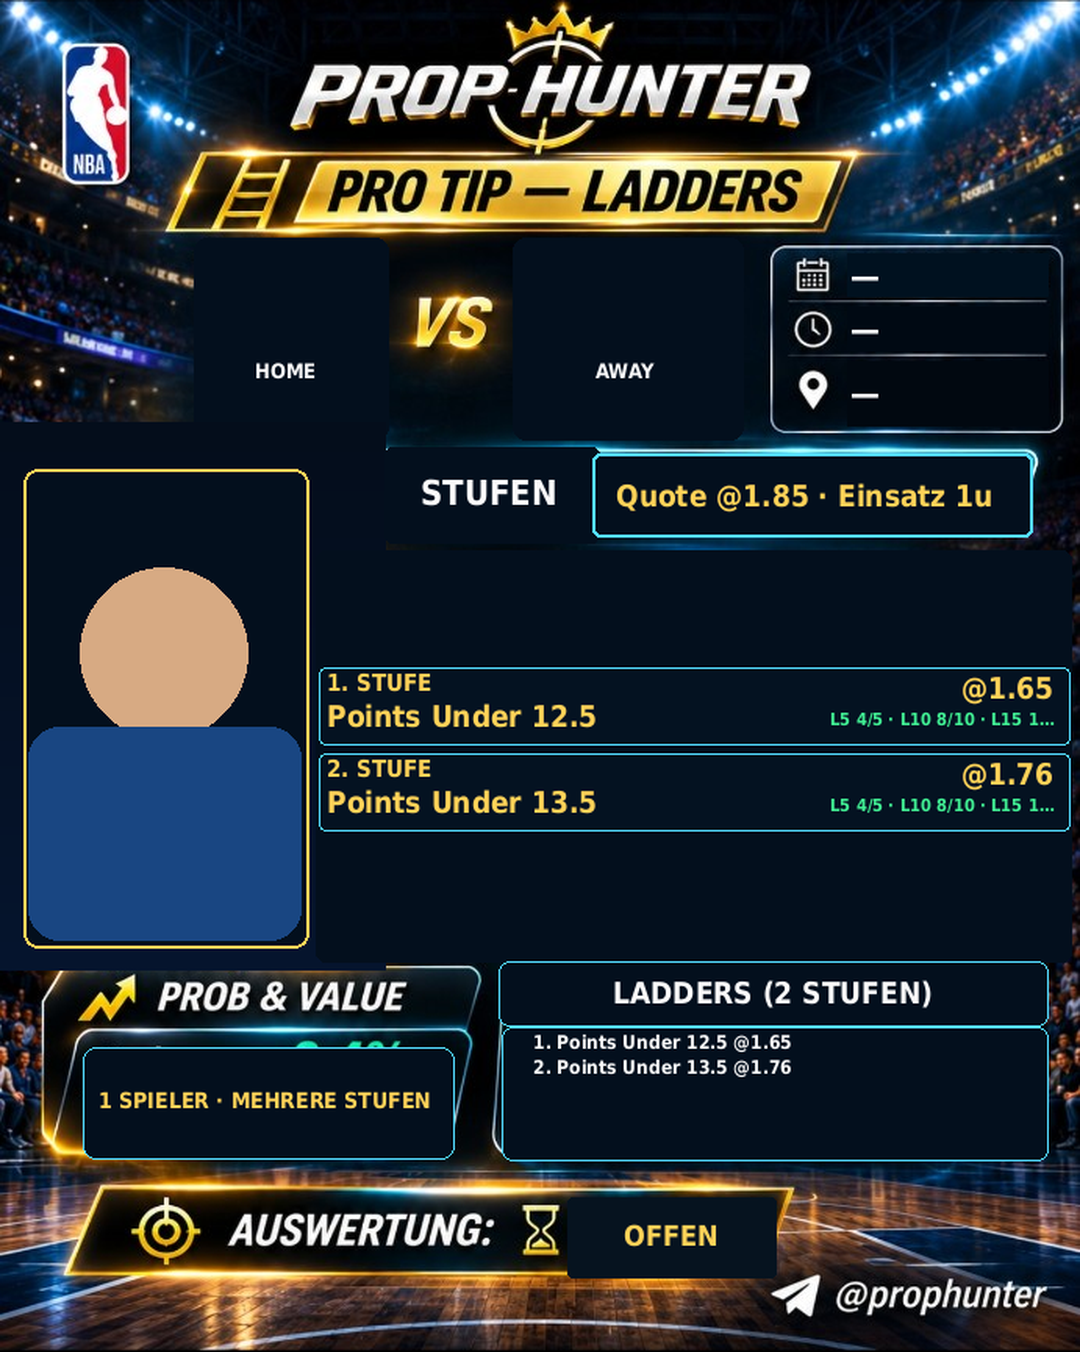 NBA
PROP-HUNTER
PRO TIP — LADDERS
HOME
VS
AWAY
—
—
—
STUFEN
Quote @1.85 · Einsatz 1u
1. STUFE
@1.65
Points Under 12.5
L5 4/5 · L10 8/10 · L15 1...
2. STUFE
@1.76
Points Under 13.5
L5 4/5 · L10 8/10 · L15 1...
PROB & VALUE
1 SPIELER · MEHRERE STUFEN
LADDERS (2 STUFEN)
1. Points Under 12.5 @1.65
2. Points Under 13.5 @1.76
AUSWERTUNG:
OFFEN
@prophunter